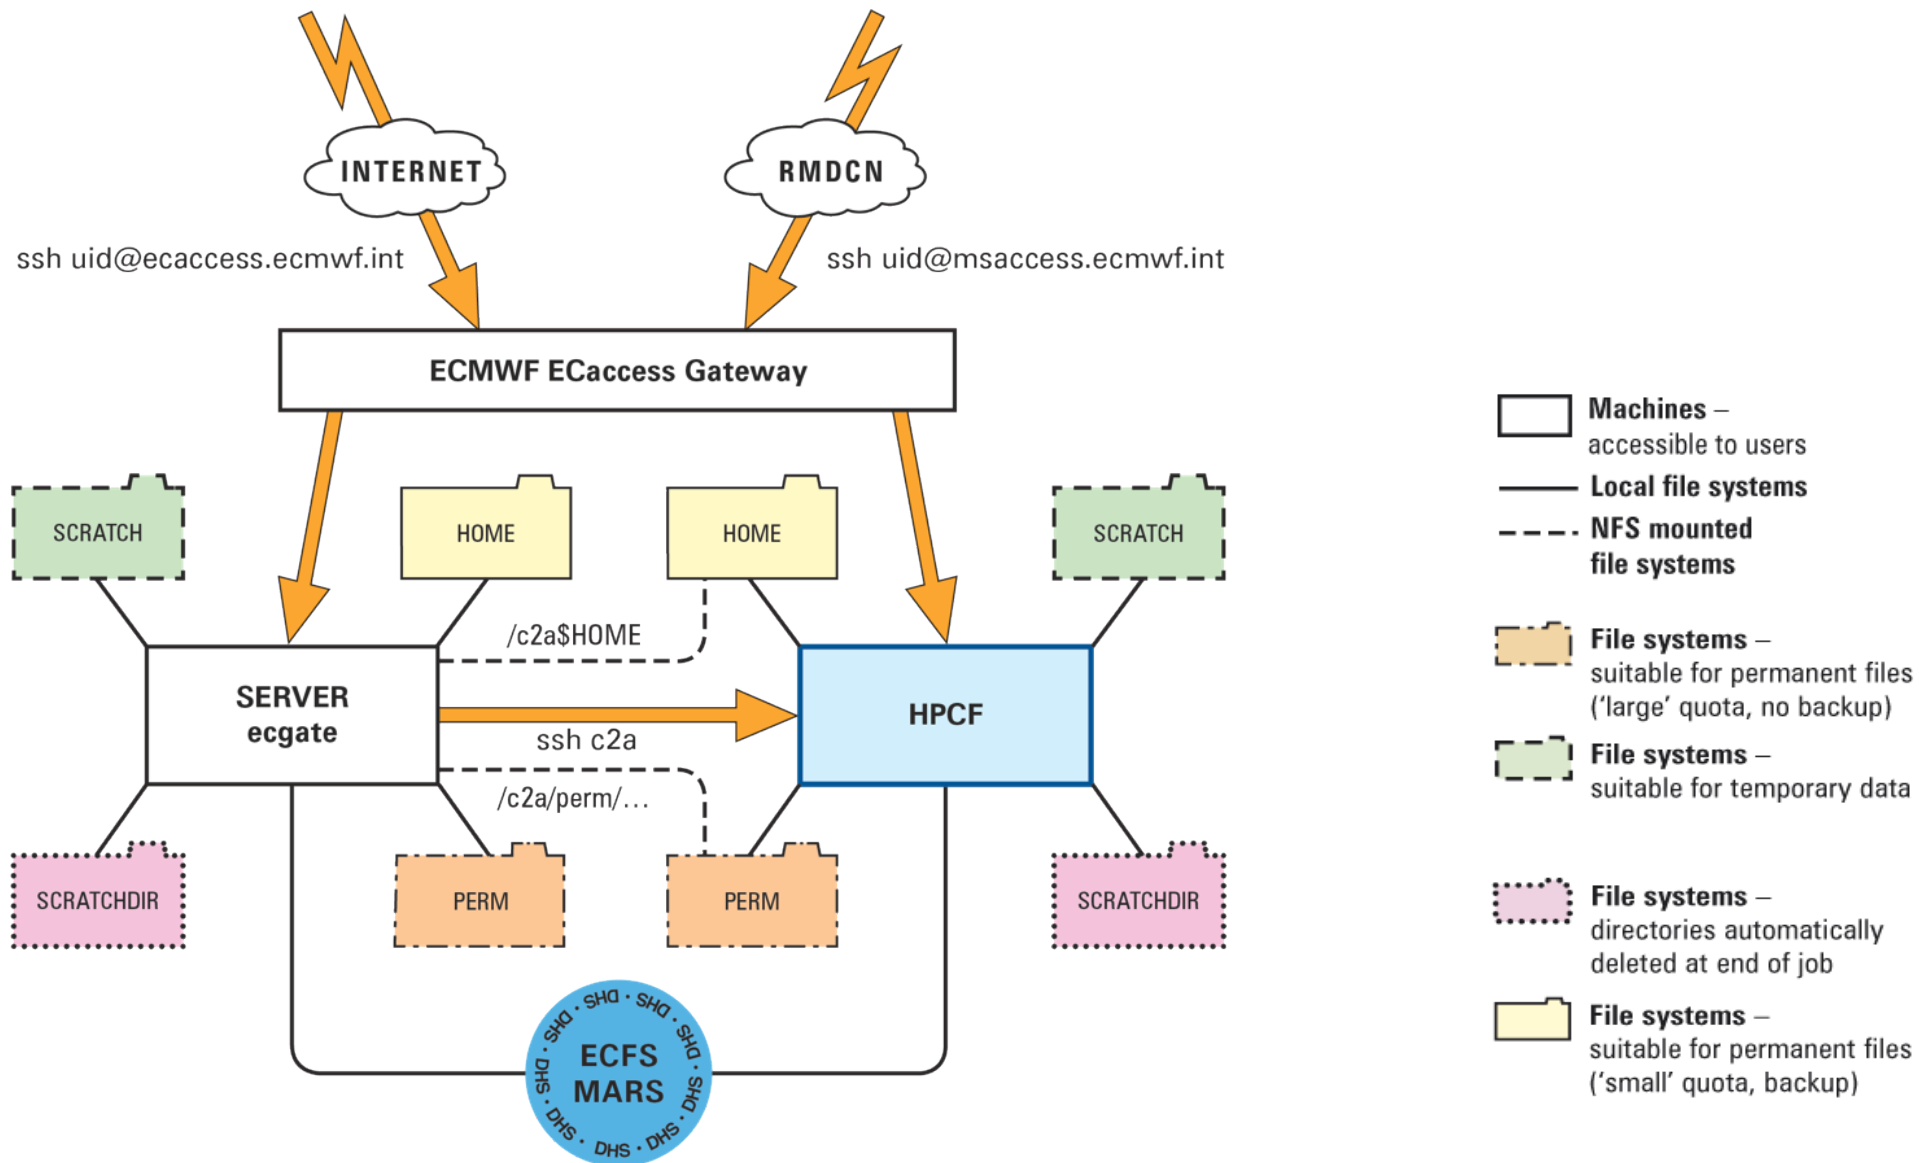 INTERNET
RMDCN
ssh uid@ecaccess.ecmwf.int
ssh uid@msaccess.ecmwf.int
ECMWF ECaccess Gateway
SCRATCH
HOME
HOME
SCRATCH
/c2a$HOME
SERVER
ecgate
HPCF
ssh c2a
/c2a/perm/...
SCRATCHDIR
PERM
PERM
SCRATCHDIR
DHS · DHS · DHS · DHS · DHS · DHS · DHS · DHS · DHS · DHS ·
ECFS
MARS
Machines –
accessible to users
Local file systems
NFS mounted
file systems
File systems –
suitable for permanent files
(‘large’ quota, no backup)
File systems –
suitable for temporary data
File systems –
directories automatically
deleted at end of job
File systems –
suitable for permanent files
(‘small’ quota, backup)